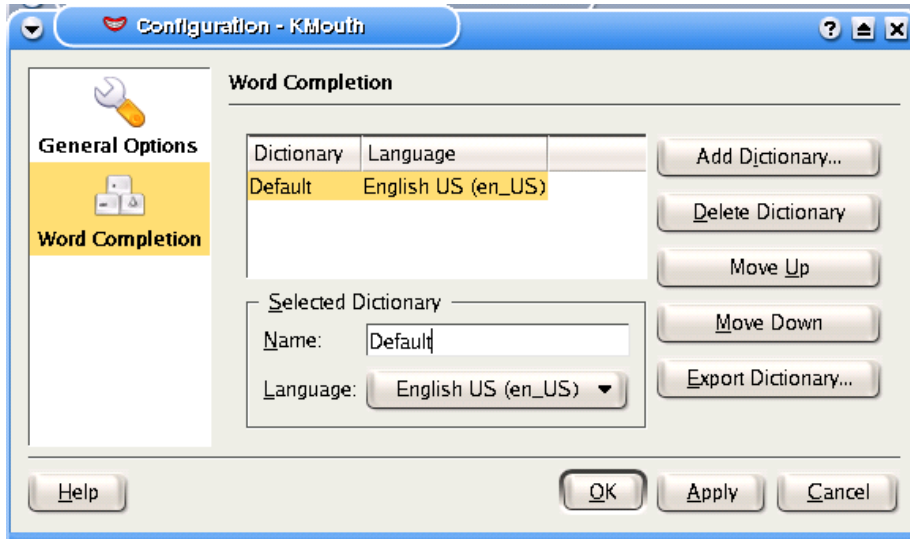 Configuration - KMouth
General Options
Word Completion
Word Completion
Dictionary Language
Default English US (en_US)
Selected Dictionary
Name: Default
Language: English US (en_US)
Add Dictionary...
Delete Dictionary
Move Up
Move Down
Export Dictionary...
Help OK Apply Cancel